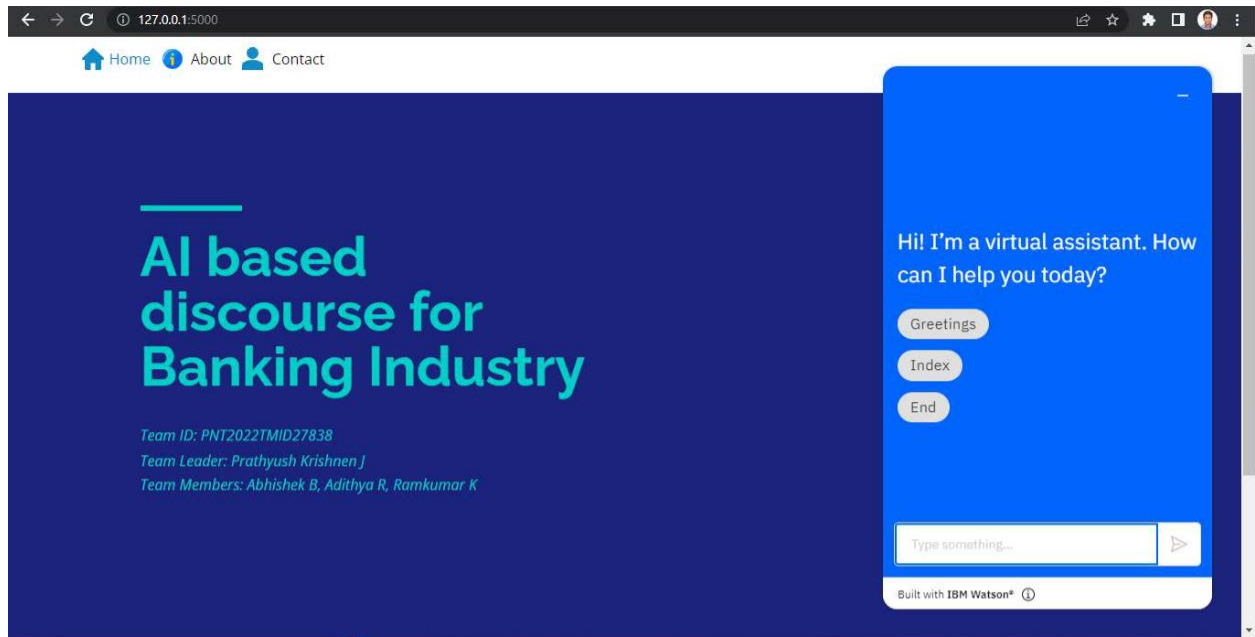 127.0.0.1:5000
Home About Contact
AI based
discourse for
Banking Industry
Team ID: PNT2022TMID27838
Team Leader: Prathyush Krishnen J
Team Members: Abhishek B, Adithya R, Ramkumar K
Hi! I'm a virtual assistant. How
can I help you today?
Greetings
Index
End
Type something...
Built with IBM Watson®